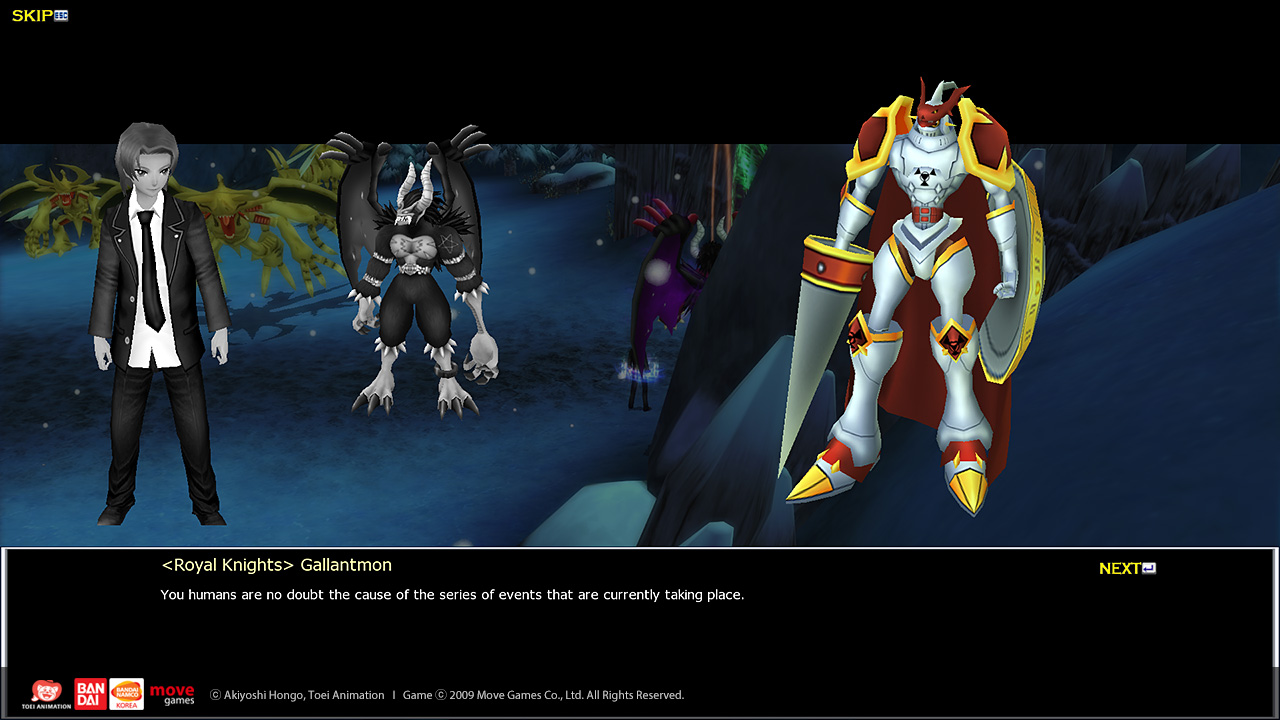 SKIP ESC
<Royal Knights> Gallantmon
NEXT
You humans are no doubt the cause of the series of events that are currently taking place.
TOEI ANIMATION
BAN
DAI
BANDAI
NAMCO
KOREA
move
games
ⓒ Akiyoshi Hongo, Toei Animation | Game ⓒ 2009 Move Games Co., Ltd. All Rights Reserved.